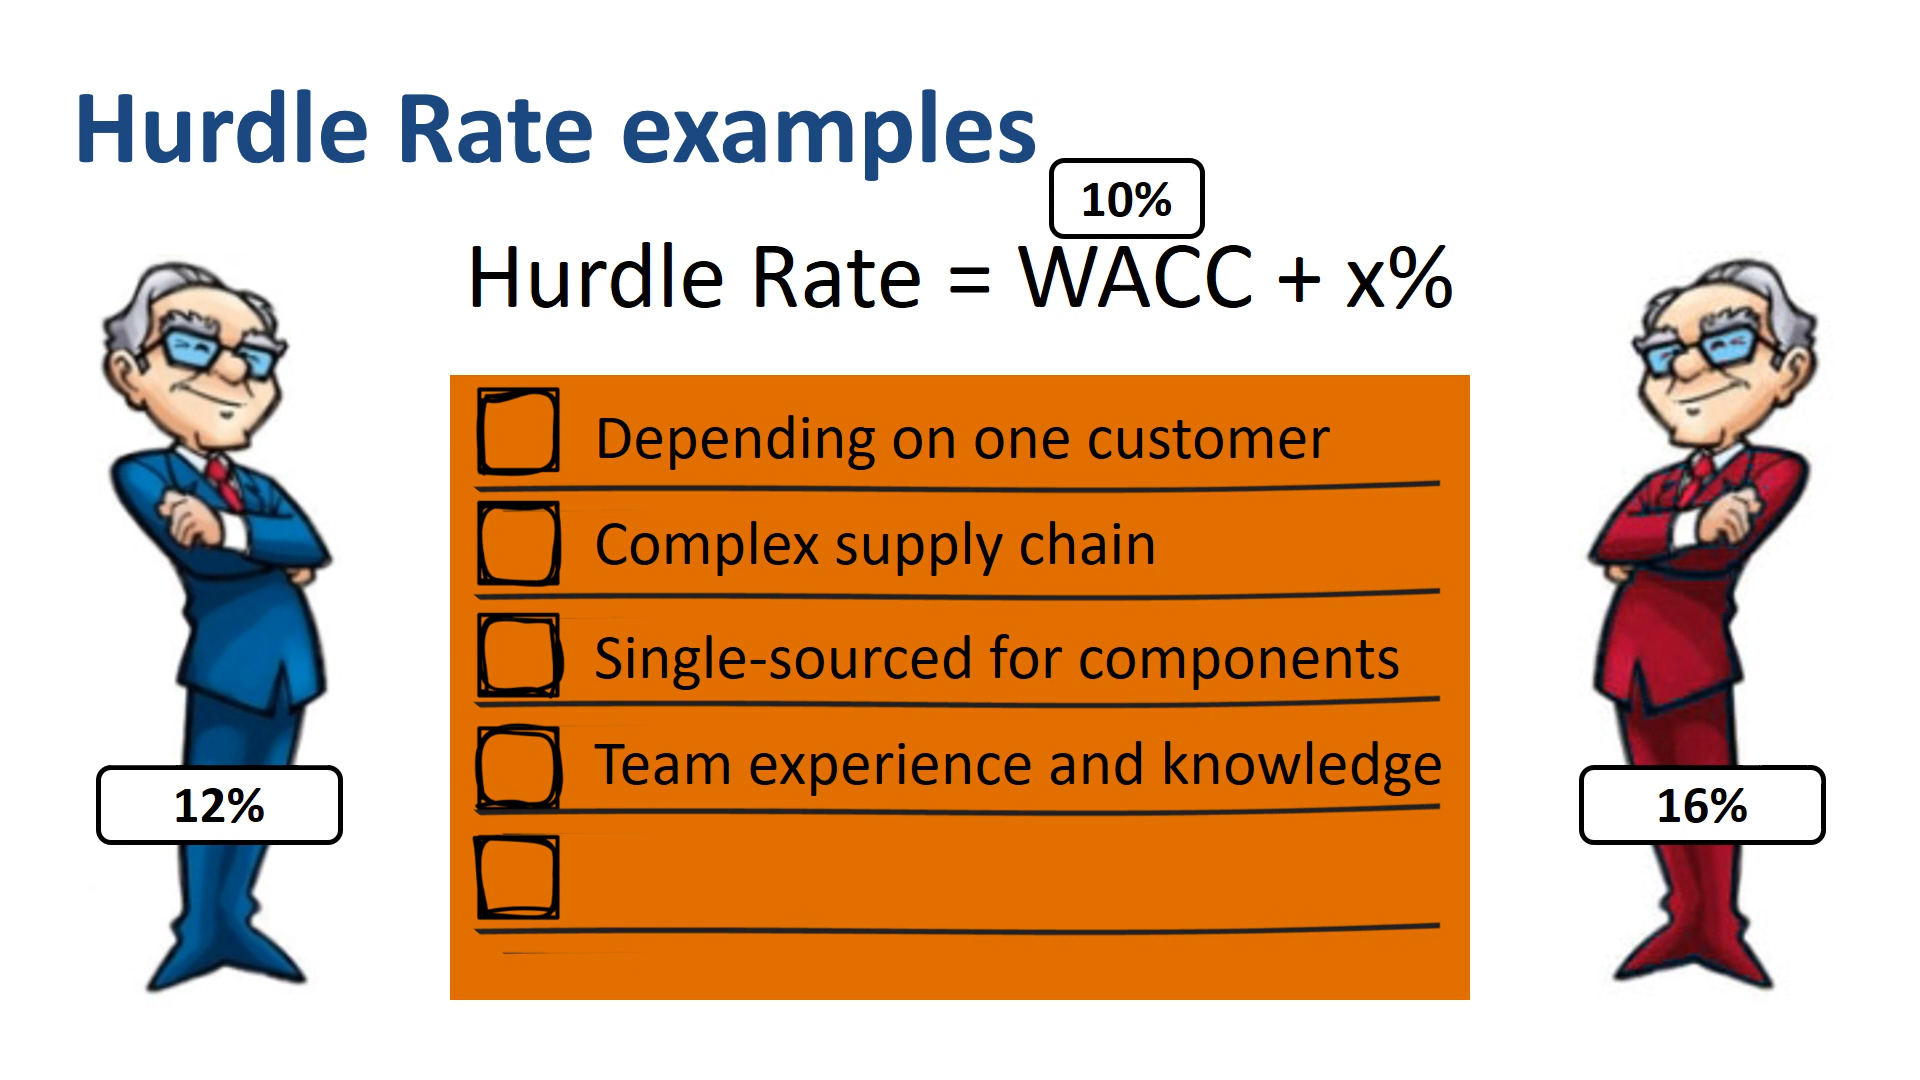 Hurdle Rate examples
10%
Hurdle Rate = WACC + x%
Depending on one customer
Complex supply chain
Single-sourced for components
Team experience and knowledge
12%
16%